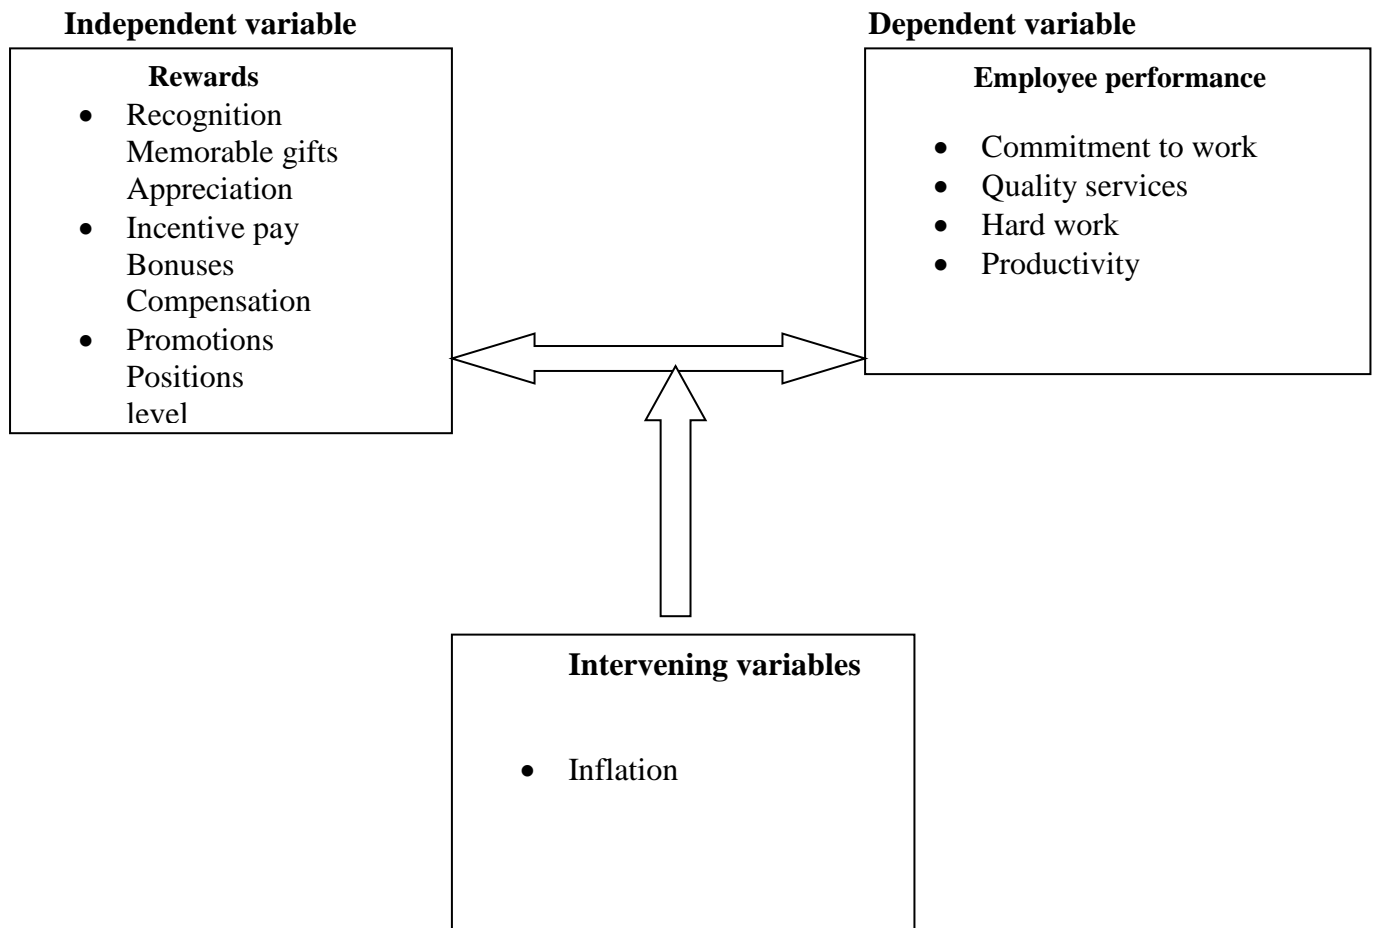 Independent variable
Rewards
• Recognition
Memorable gifts
Appreciation
• Incentive pay
Bonuses
Compensation
• Promotions
Positions
level
Dependent variable
Employee performance
• Commitment to work
• Quality services
• Hard work
• Productivity
Intervening variables
• Inflation